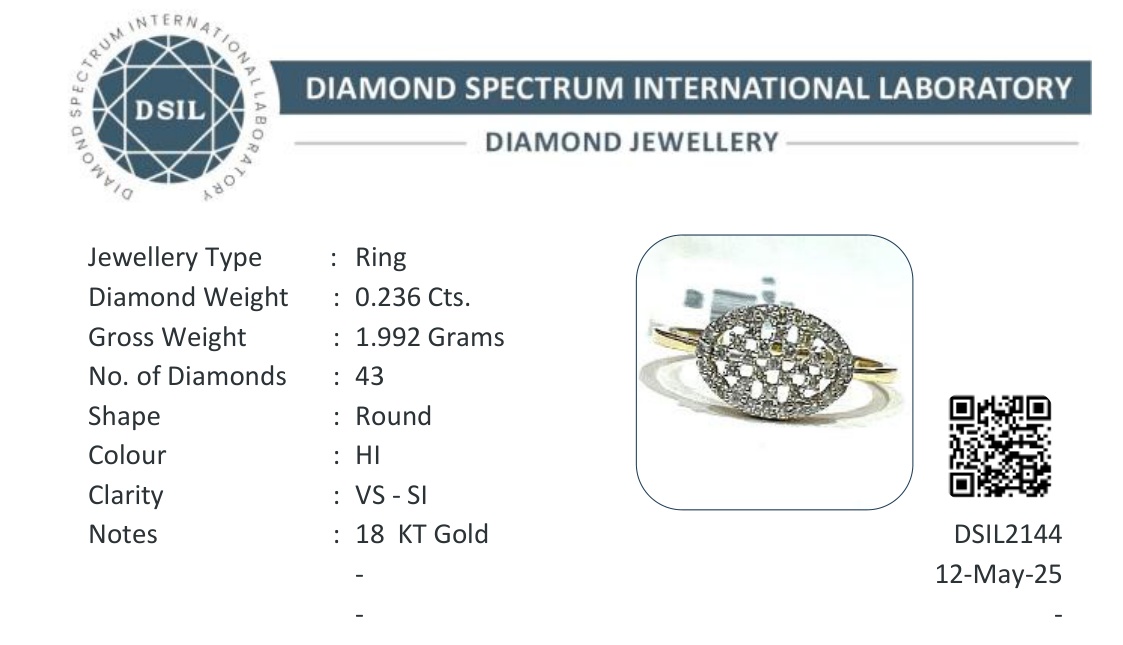 DIAMOND SPECTRUM INTERNATIONAL LABORATORY
DSIL
DIAMOND SPECTRUM INTERNATIONAL LABORATORY
DIAMOND JEWELLERY
Jewellery Type : Ring
Diamond Weight : 0.236 Cts.
Gross Weight : 1.992 Grams
No. of Diamonds : 43
Shape : Round
Colour : HI
Clarity : VS - SI
Notes : 18 KT Gold
-
-
DSIL2144
12-May-25
-